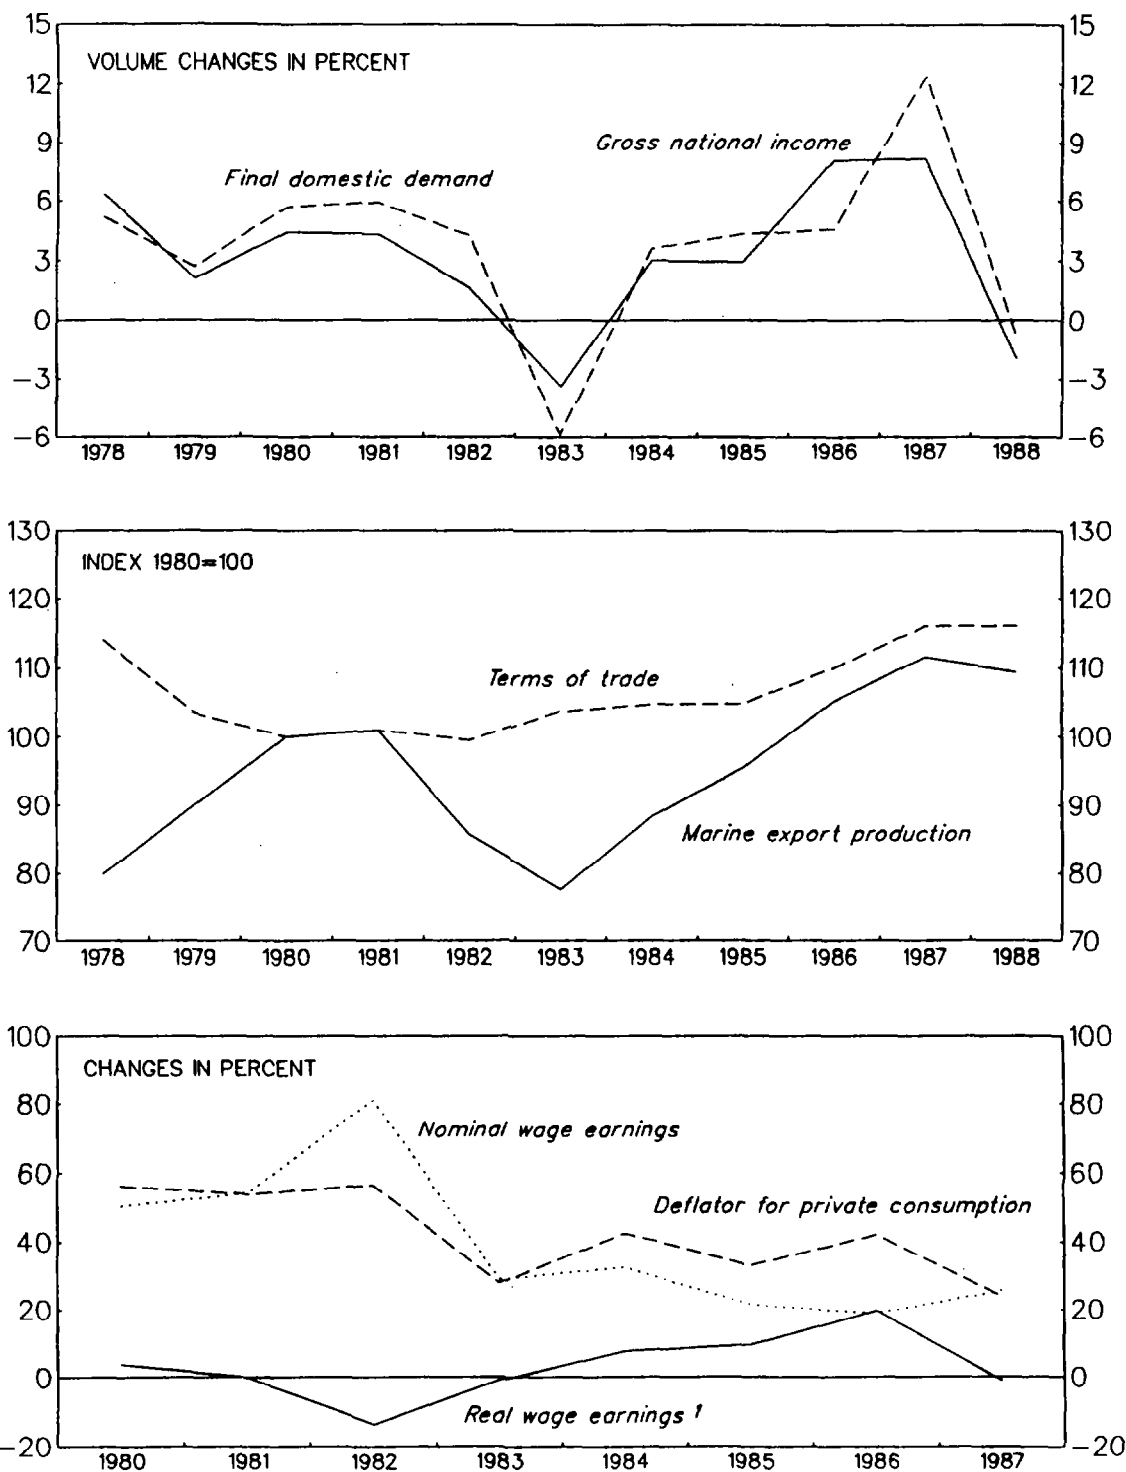 15 15
VOLUME CHANGES IN PERCENT
12 12
9 9
Gross national income
Final domestic demand
6 6
3 3
0 0
−3 −3
−6 −6
1978 1979 1980 1981 1982 1983 1984 1985 1986 1987 1988
130 130
INDEX 1980=100
120 120
110 110
Terms of trade
100 100
90 90
Marine export production
80 80
70 70
1978 1979 1980 1981 1982 1983 1984 1985 1986 1987 1988
100 100
CHANGES IN PERCENT
80 80
Nominal wage earnings
60 60
Deflator for private consumption
40 40
20 20
0 0
Real wage earnings 1
−20 −20
1980 1981 1982 1983 1984 1985 1986 1987